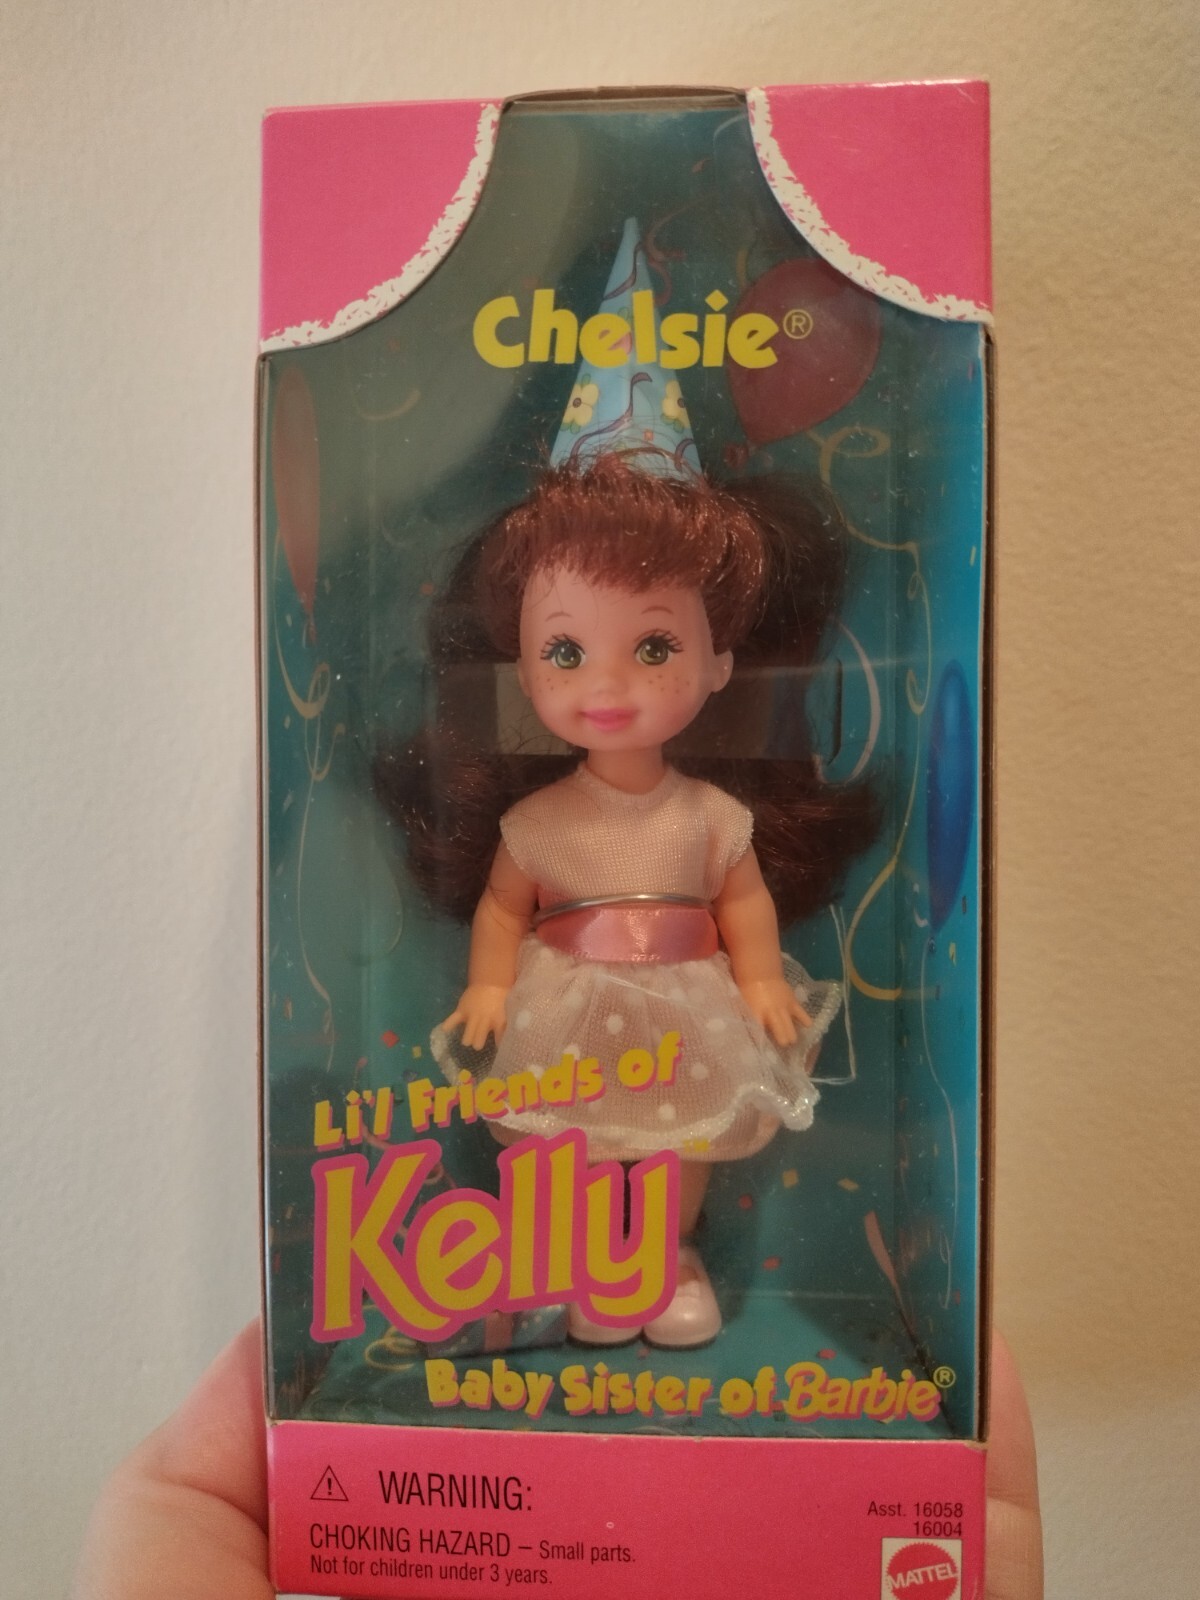 Chelsie®
Li'l Friends of
Kelly
Baby Sister of Barbie®
⚠ WARNING:
CHOKING HAZARD – Small parts.
Not for children under 3 years.
Asst. 16058
16004
MATTEL